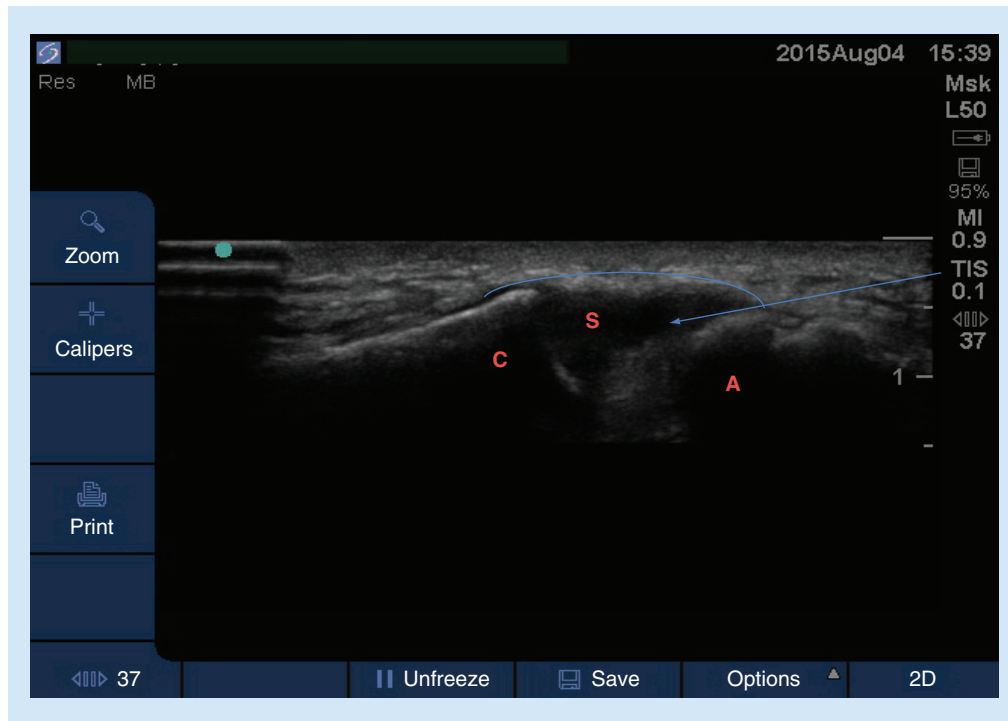 2015Aug04 15:39
Res MB
Msk
L50
95%
MI
0.9
TIS
0.1
37
Zoom
Calipers
Print
S
C
A
1
37
Unfreeze
Save
Options
2D